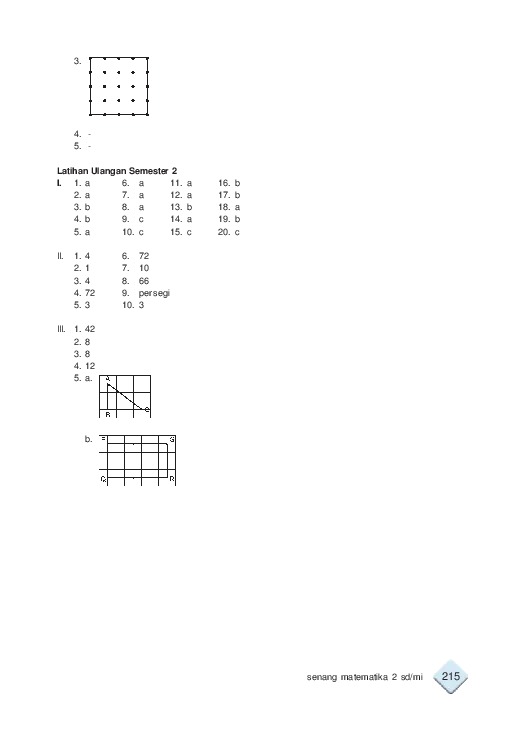 3.
4. -
5. -
Latihan Ulangan Semester 2
I. 1. a 6. a 11. a 16. b
2. a 7. a 12. a 17. b
3. b 8. a 13. b 18. a
4. b 9. c 14. a 19. b
5. a 10. c 15. c 20. c
II. 1. 4 6. 72
2. 1 7. 10
3. 4 8. 66
4. 72 9. persegi
5. 3 10. 3
III. 1. 42
2. 8
3. 8
4. 12
5. a.
A
B C
b.
S
Q R
senang matematika 2 sd/mi 215